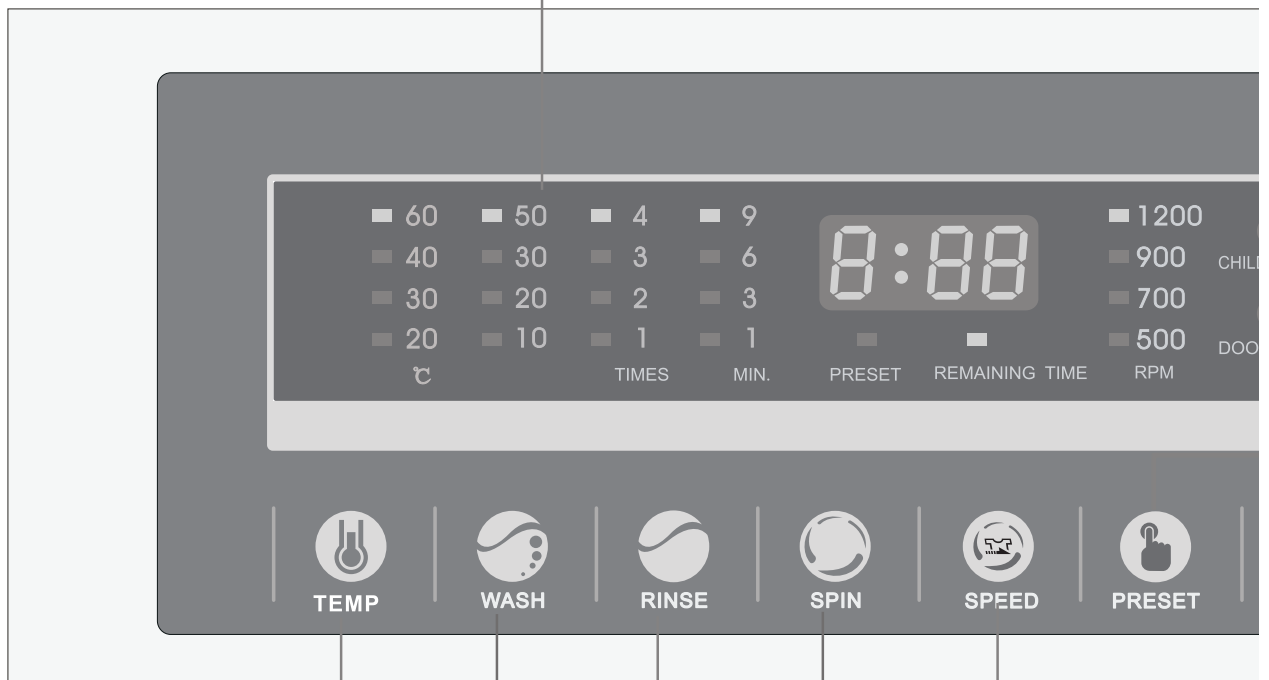 60 50 4 9 8:88 1200
40 30 3 6 900 CHIL
30 20 2 3 700
20 10 1 1 500 DOO
℃ TIMES MIN. PRESET REMAINING TIME RPM
TEMP WASH RINSE SPIN SPEED PRESET